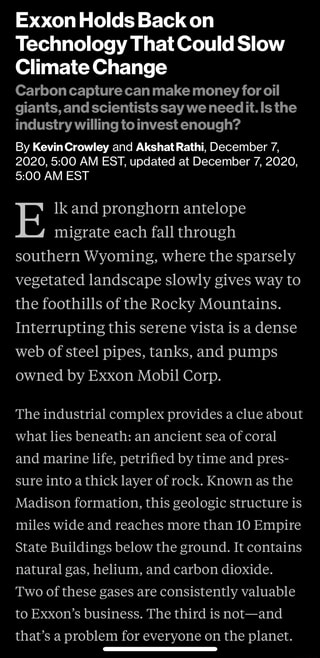 Exxon Holds Back on
Technology That Could Slow
Climate Change
Carbon capture can make money for oil
giants, and scientists say we need it. Is the
industry willing to invest enough?
By Kevin Crowley and Akshat Rathi, December 7,
2020, 5:00 AM EST, updated at December 7, 2020,
5:00 AM EST
Elk and pronghorn antelope
migrate each fall through
southern Wyoming, where the sparsely
vegetated landscape slowly gives way to
the foothills of the Rocky Mountains.
Interrupting this serene vista is a dense
web of steel pipes, tanks, and pumps
owned by Exxon Mobil Corp.
The industrial complex provides a clue about
what lies beneath: an ancient sea of coral
and marine life, petrified by time and pres-
sure into a thick layer of rock. Known as the
Madison formation, this geologic structure is
miles wide and reaches more than 10 Empire
State Buildings below the ground. It contains
natural gas, helium, and carbon dioxide.
Two of these gases are consistently valuable
to Exxon's business. The third is not—and
that's a problem for everyone on the planet.